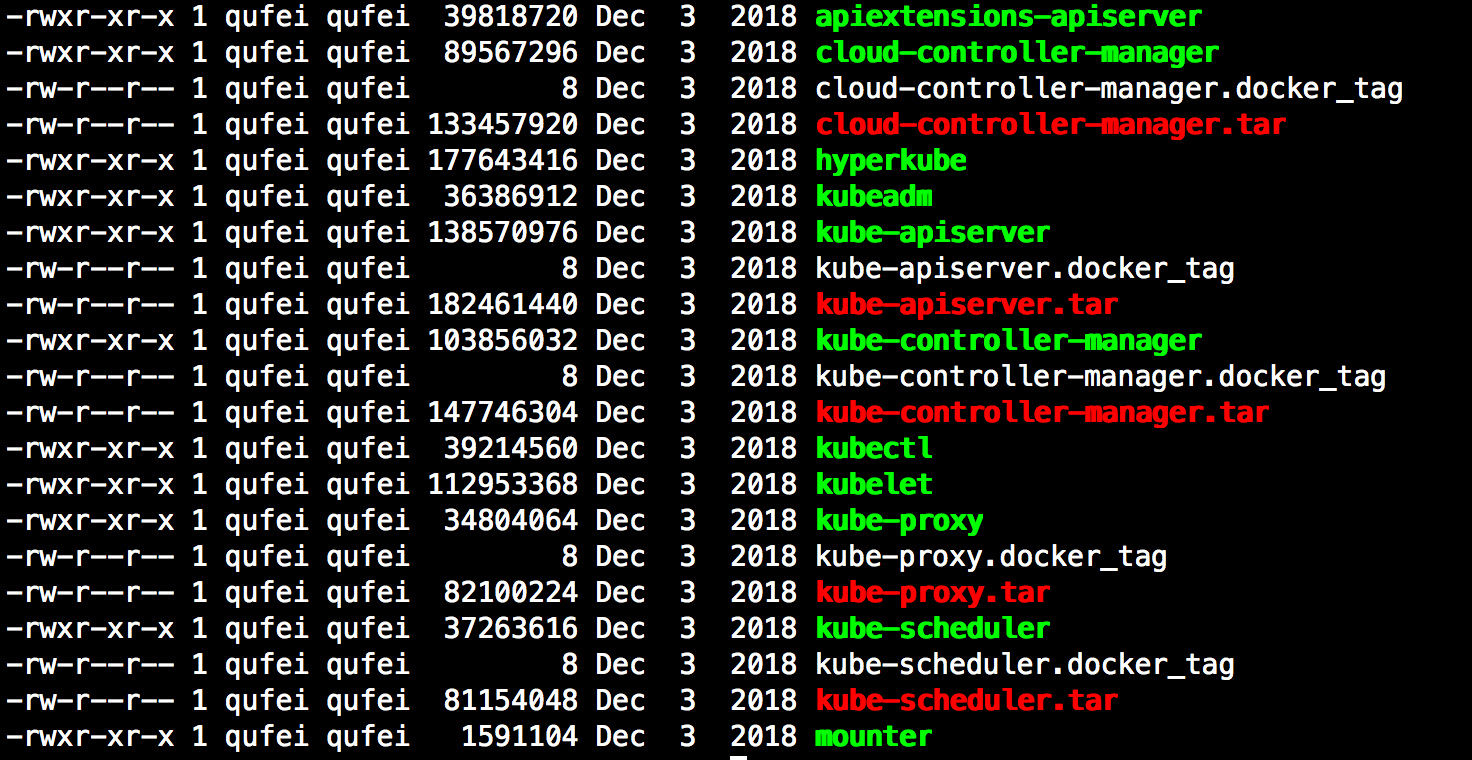 -rwxr-xr-x 1 qufei qufei  39818720 Dec  3  2018 apiextensions-apiserver
-rwxr-xr-x 1 qufei qufei  89567296 Dec  3  2018 cloud-controller-manager
-rw-r--r-- 1 qufei qufei         8 Dec  3  2018 cloud-controller-manager.docker_tag
-rw-r--r-- 1 qufei qufei 133457920 Dec  3  2018 cloud-controller-manager.tar
-rwxr-xr-x 1 qufei qufei 177643416 Dec  3  2018 hyperkube
-rwxr-xr-x 1 qufei qufei  36386912 Dec  3  2018 kubeadm
-rwxr-xr-x 1 qufei qufei 138570976 Dec  3  2018 kube-apiserver
-rw-r--r-- 1 qufei qufei         8 Dec  3  2018 kube-apiserver.docker_tag
-rw-r--r-- 1 qufei qufei 182461440 Dec  3  2018 kube-apiserver.tar
-rwxr-xr-x 1 qufei qufei 103856032 Dec  3  2018 kube-controller-manager
-rw-r--r-- 1 qufei qufei         8 Dec  3  2018 kube-controller-manager.docker_tag
-rw-r--r-- 1 qufei qufei 147746304 Dec  3  2018 kube-controller-manager.tar
-rwxr-xr-x 1 qufei qufei  39214560 Dec  3  2018 kubectl
-rwxr-xr-x 1 qufei qufei 112953368 Dec  3  2018 kubelet
-rwxr-xr-x 1 qufei qufei  34804064 Dec  3  2018 kube-proxy
-rw-r--r-- 1 qufei qufei         8 Dec  3  2018 kube-proxy.docker_tag
-rw-r--r-- 1 qufei qufei  82100224 Dec  3  2018 kube-proxy.tar
-rwxr-xr-x 1 qufei qufei  37263616 Dec  3  2018 kube-scheduler
-rw-r--r-- 1 qufei qufei         8 Dec  3  2018 kube-scheduler.docker_tag
-rw-r--r-- 1 qufei qufei  81154048 Dec  3  2018 kube-scheduler.tar
-rwxr-xr-x 1 qufei qufei   1591104 Dec  3  2018 mounter